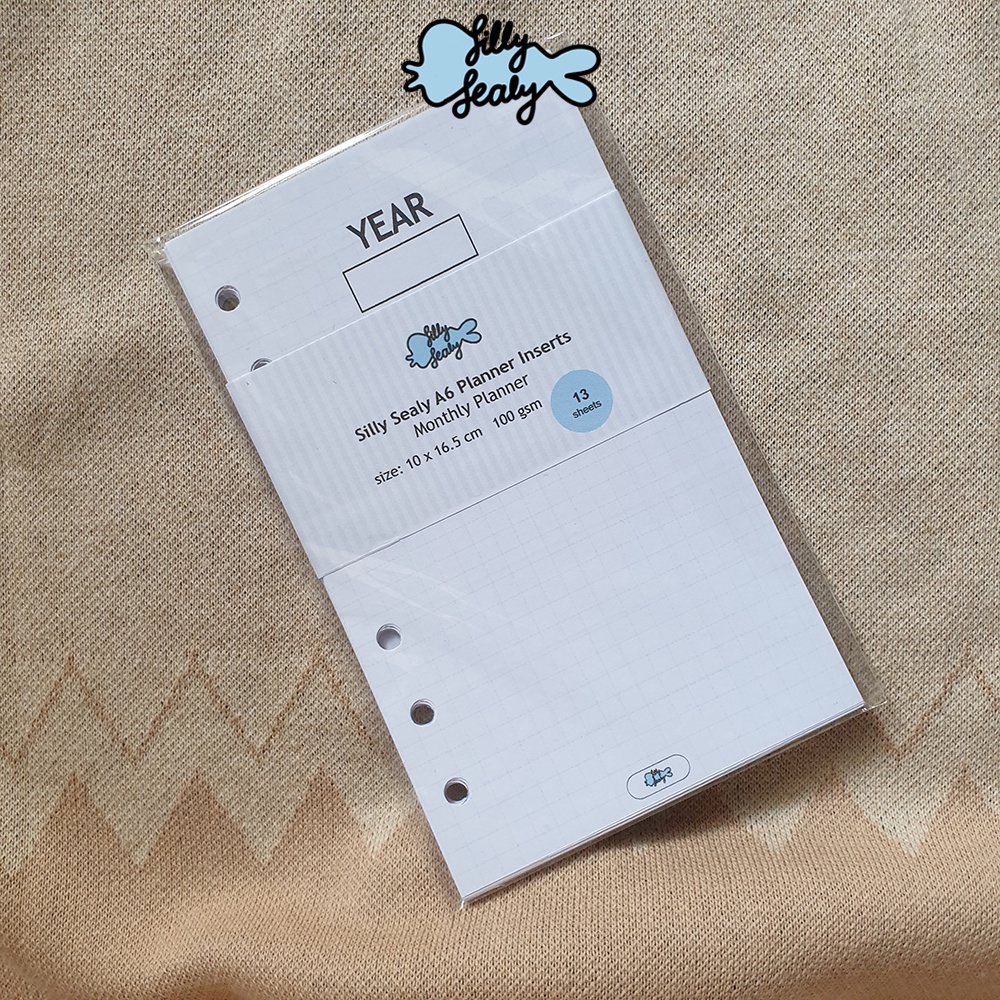 Silly
Sealy
YEAR
Silly
Sealy
Silly Sealy A6 Planner Inserts
Monthly Planner
size: 10 x 16.5 cm 100 gsm
13
sheets